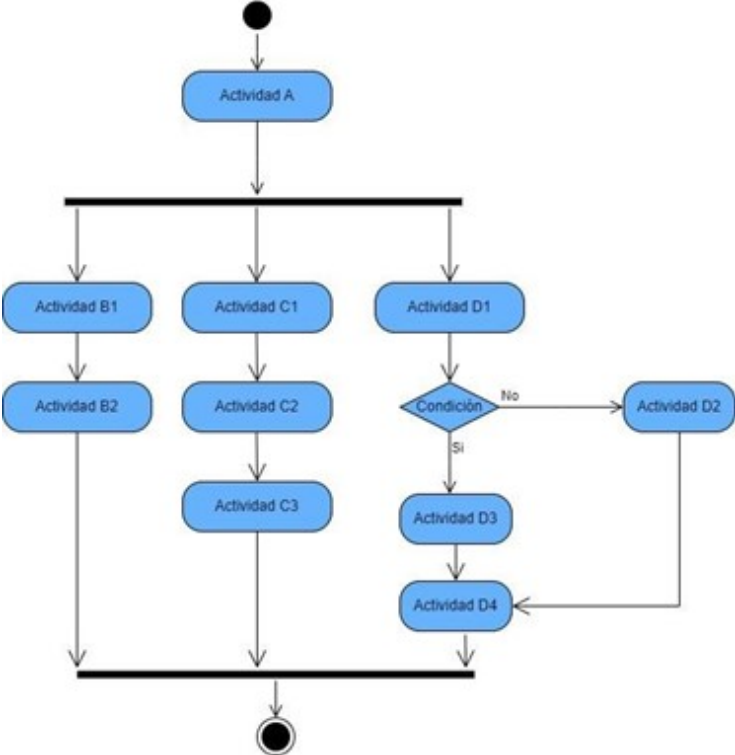 Actividad A
Actividad B1
Actividad C1
Actividad D1
Actividad B2
Actividad C2
Condición
No
Actividad D2
Si
Actividad C3
Actividad D3
Actividad D4